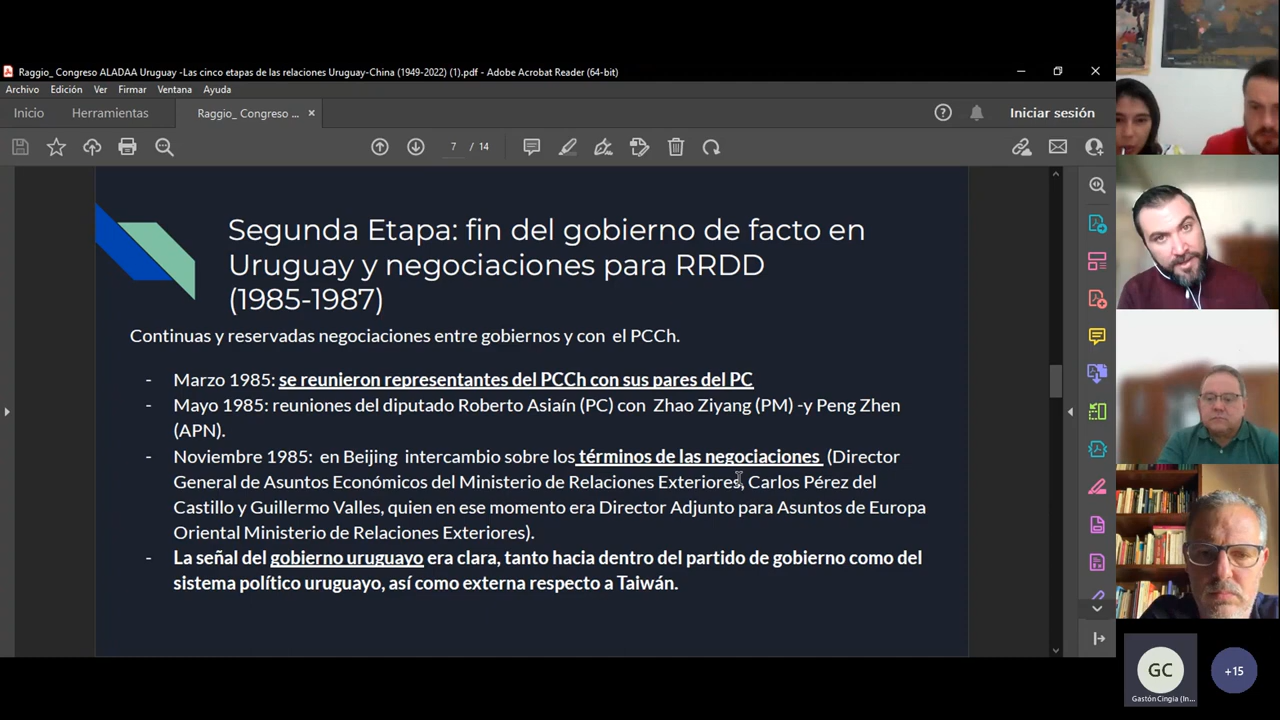 Raggio_ Congreso ALADAA Uruguay -Las cinco etapas de las relaciones Uruguay-China (1949-2022) (1).pdf - Adobe Acrobat Reader (64-bit)
Archivo Edición Ver Firmar Ventana Ayuda
Inicio Herramientas Raggio_ Congreso ... Iniciar sesión
7 / 14
Segunda Etapa: fin del gobierno de facto en
Uruguay y negociaciones para RRDD
(1985-1987)
Continuas y reservadas negociaciones entre gobiernos y con el PCCh.
- Marzo 1985: se reunieron representantes del PCCh con sus pares del PC
- Mayo 1985: reuniones del diputado Roberto Asiaín (PC) con Zhao Ziyang (PM) -y Peng Zhen
(APN).
- Noviembre 1985: en Beijing intercambio sobre los términos de las negociaciones (Director
General de Asuntos Económicos del Ministerio de Relaciones Exteriores, Carlos Pérez del
Castillo y Guillermo Valles, quien en ese momento era Director Adjunto para Asuntos de Europa
Oriental Ministerio de Relaciones Exteriores).
- La señal del gobierno uruguayo era clara, tanto hacia dentro del partido de gobierno como del
sistema político uruguayo, así como externa respecto a Taiwán.
GC
Gastón Cingia (In...
+15